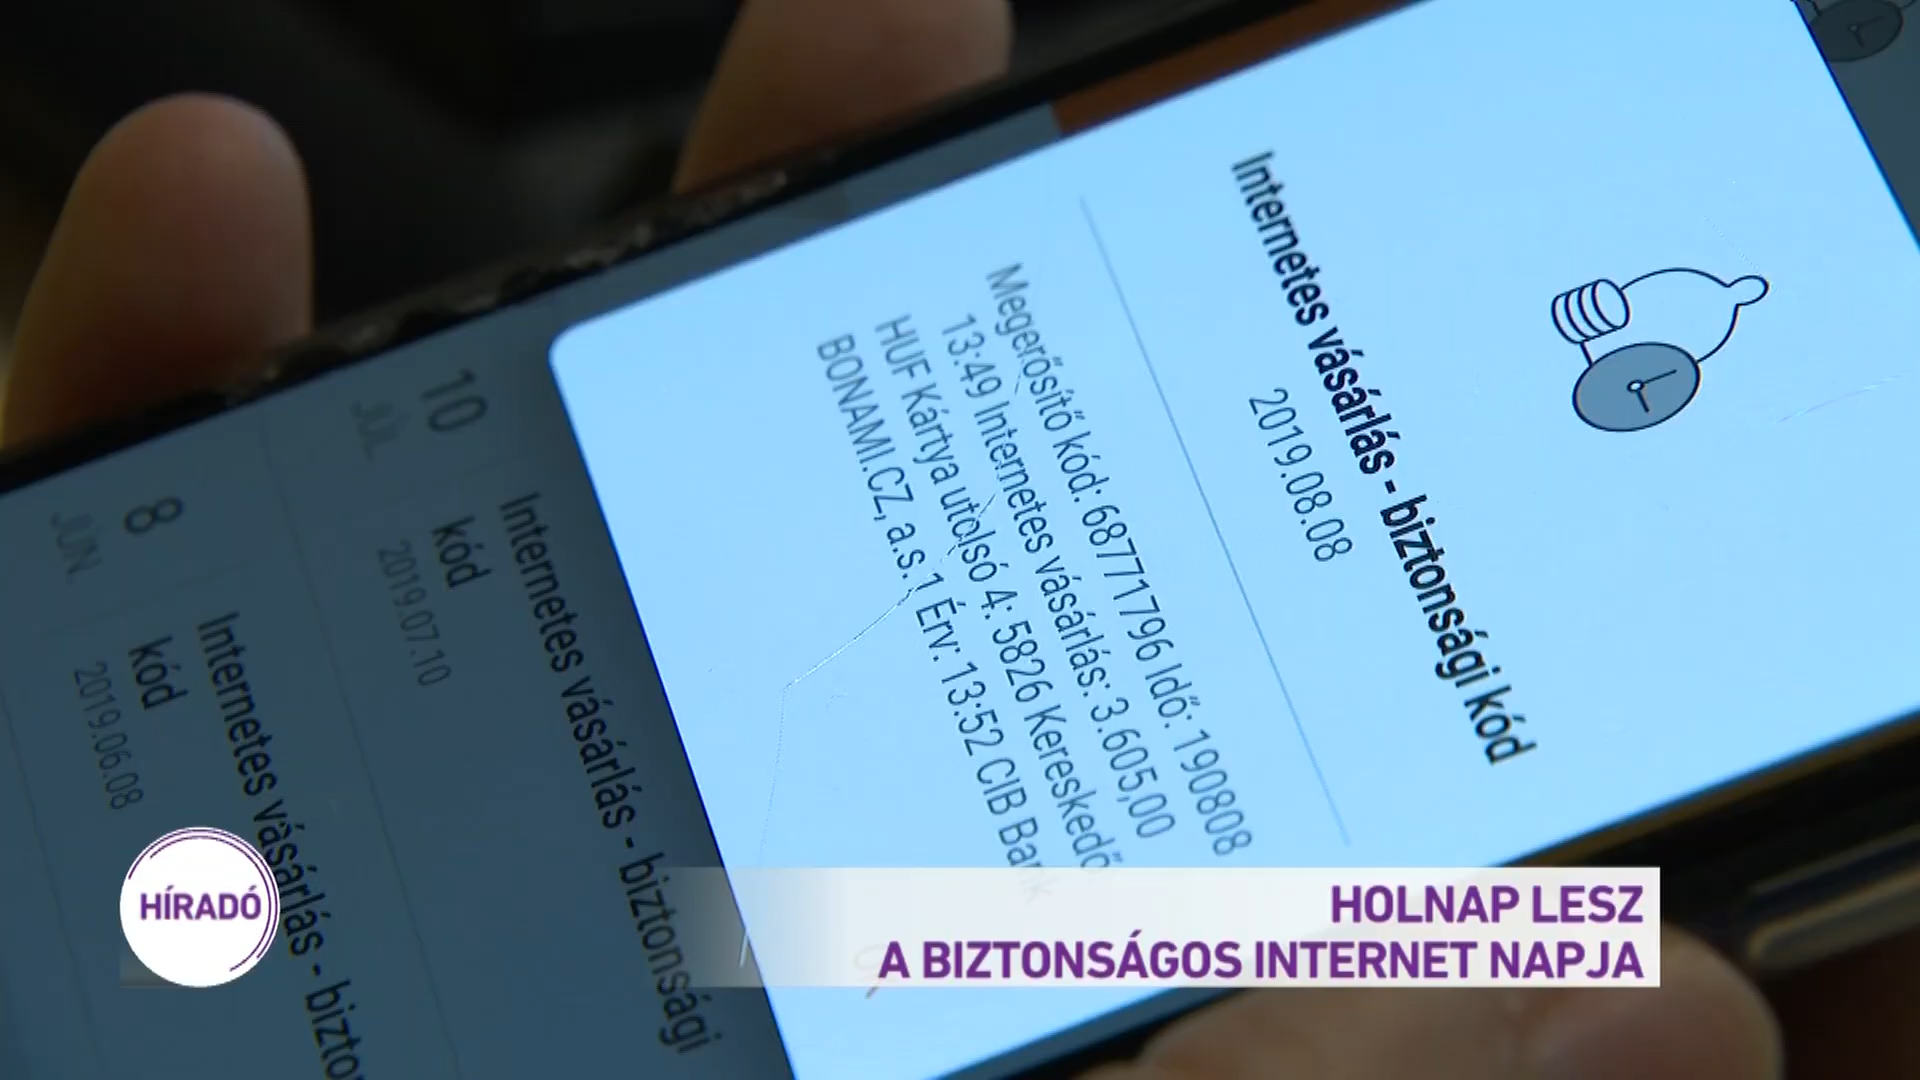 Internetes vásárlás - biztonsági kód
2019.08.08
Megerősítő kód: 68771796 Idő: 190808
13:49 Internetes vásárlás: 3.605,00
HUF Kártya utolsó 4: 5826 Kereskedő
BONAMI.CZ, a.s.1 Érv: 13:52 CIB Bank
10
JÚL.
Internetes vásárlás - biztonsági
kód
2019.07.10
8
JÚN.
Internetes vásárlás - bizto
kód
2019.06.08
HÍRADÓ
HOLNAP LESZ
A BIZTONSÁGOS INTERNET NAPJA